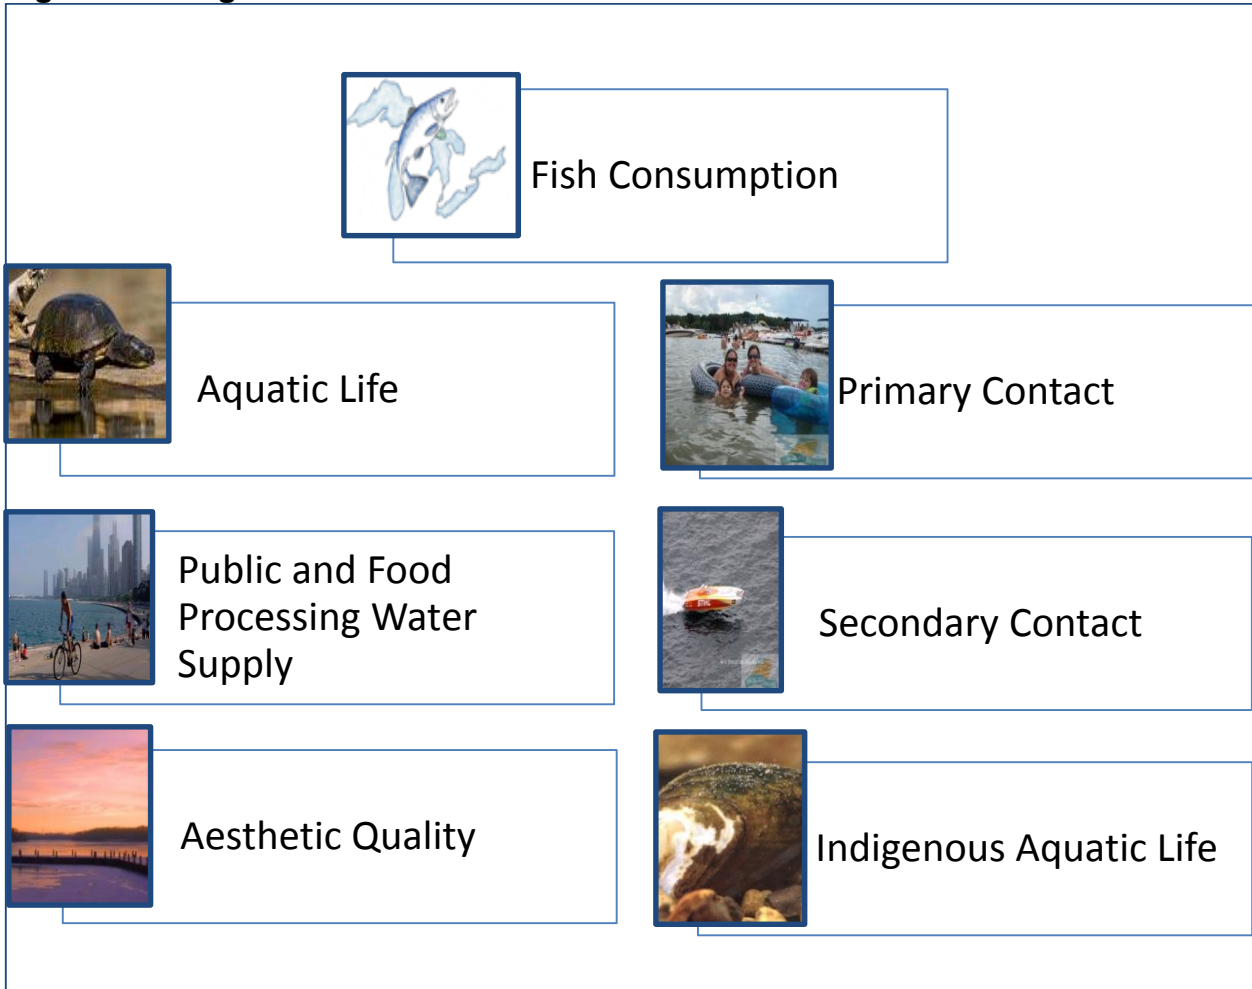 Fish Consumption
Aquatic Life
Primary Contact
Public and Food
Processing Water
Supply
Secondary Contact
Aesthetic Quality
Indigenous Aquatic Life